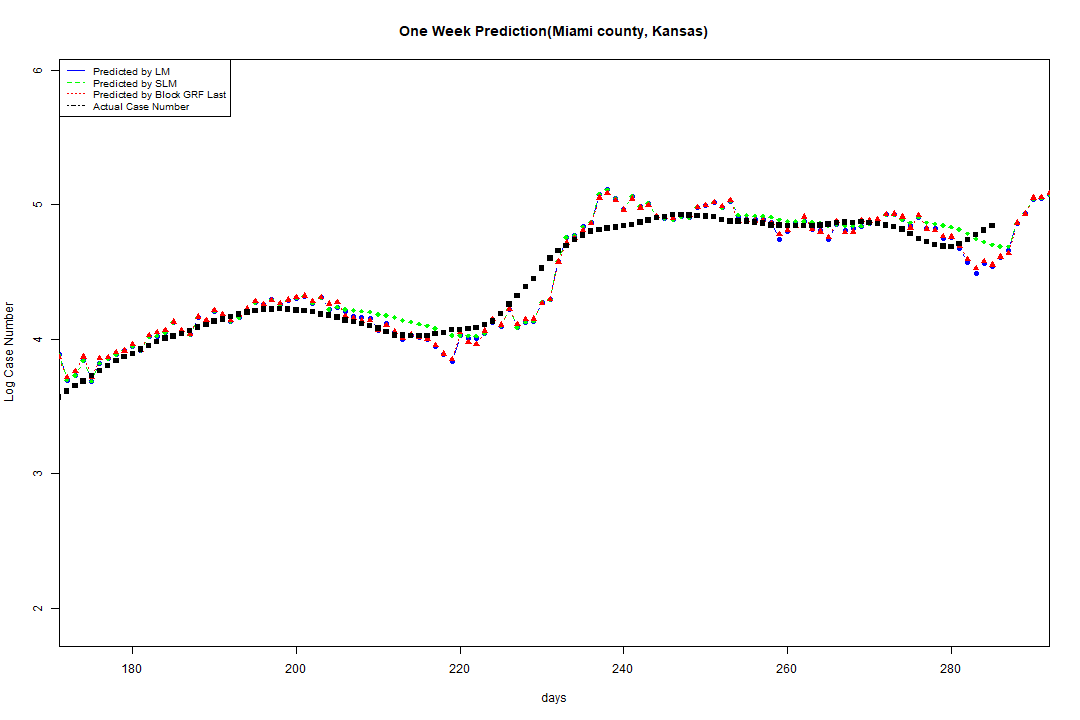 One Week Prediction(Miami county, Kansas)
Predicted by LM
Predicted by SLM
Predicted by Block GRF Last
Actual Case Number
6
5
4
3
2
Log Case Number
180 200 220 240 260 280
days